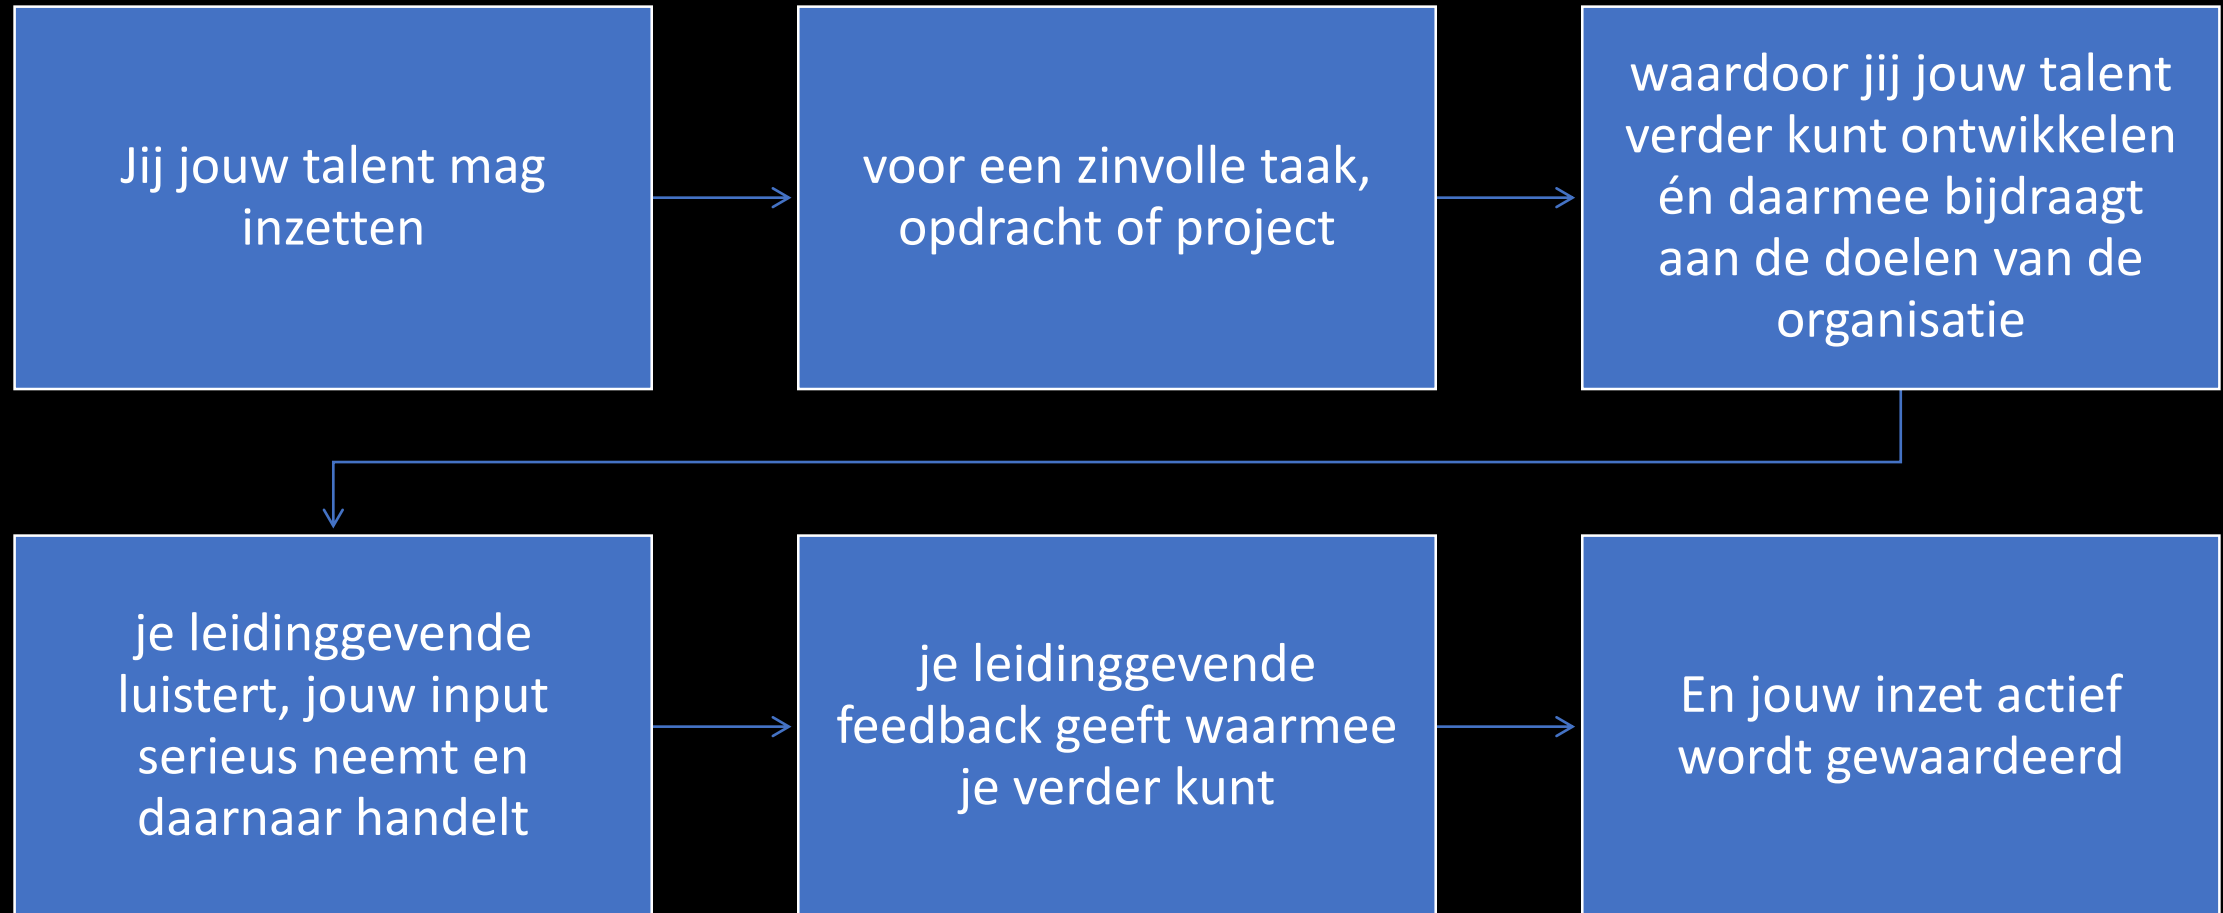 Jij jouw talent mag
inzetten
voor een zinvolle taak,
opdracht of project
waardoor jij jouw talent
verder kunt ontwikkelen
én daarmee bijdraagt
aan de doelen van de
organisatie
je leidinggevende
luistert, jouw input
serieus neemt en
daarnaar handelt
je leidinggevende
feedback geeft waarmee
je verder kunt
En jouw inzet actief
wordt gewaardeerd